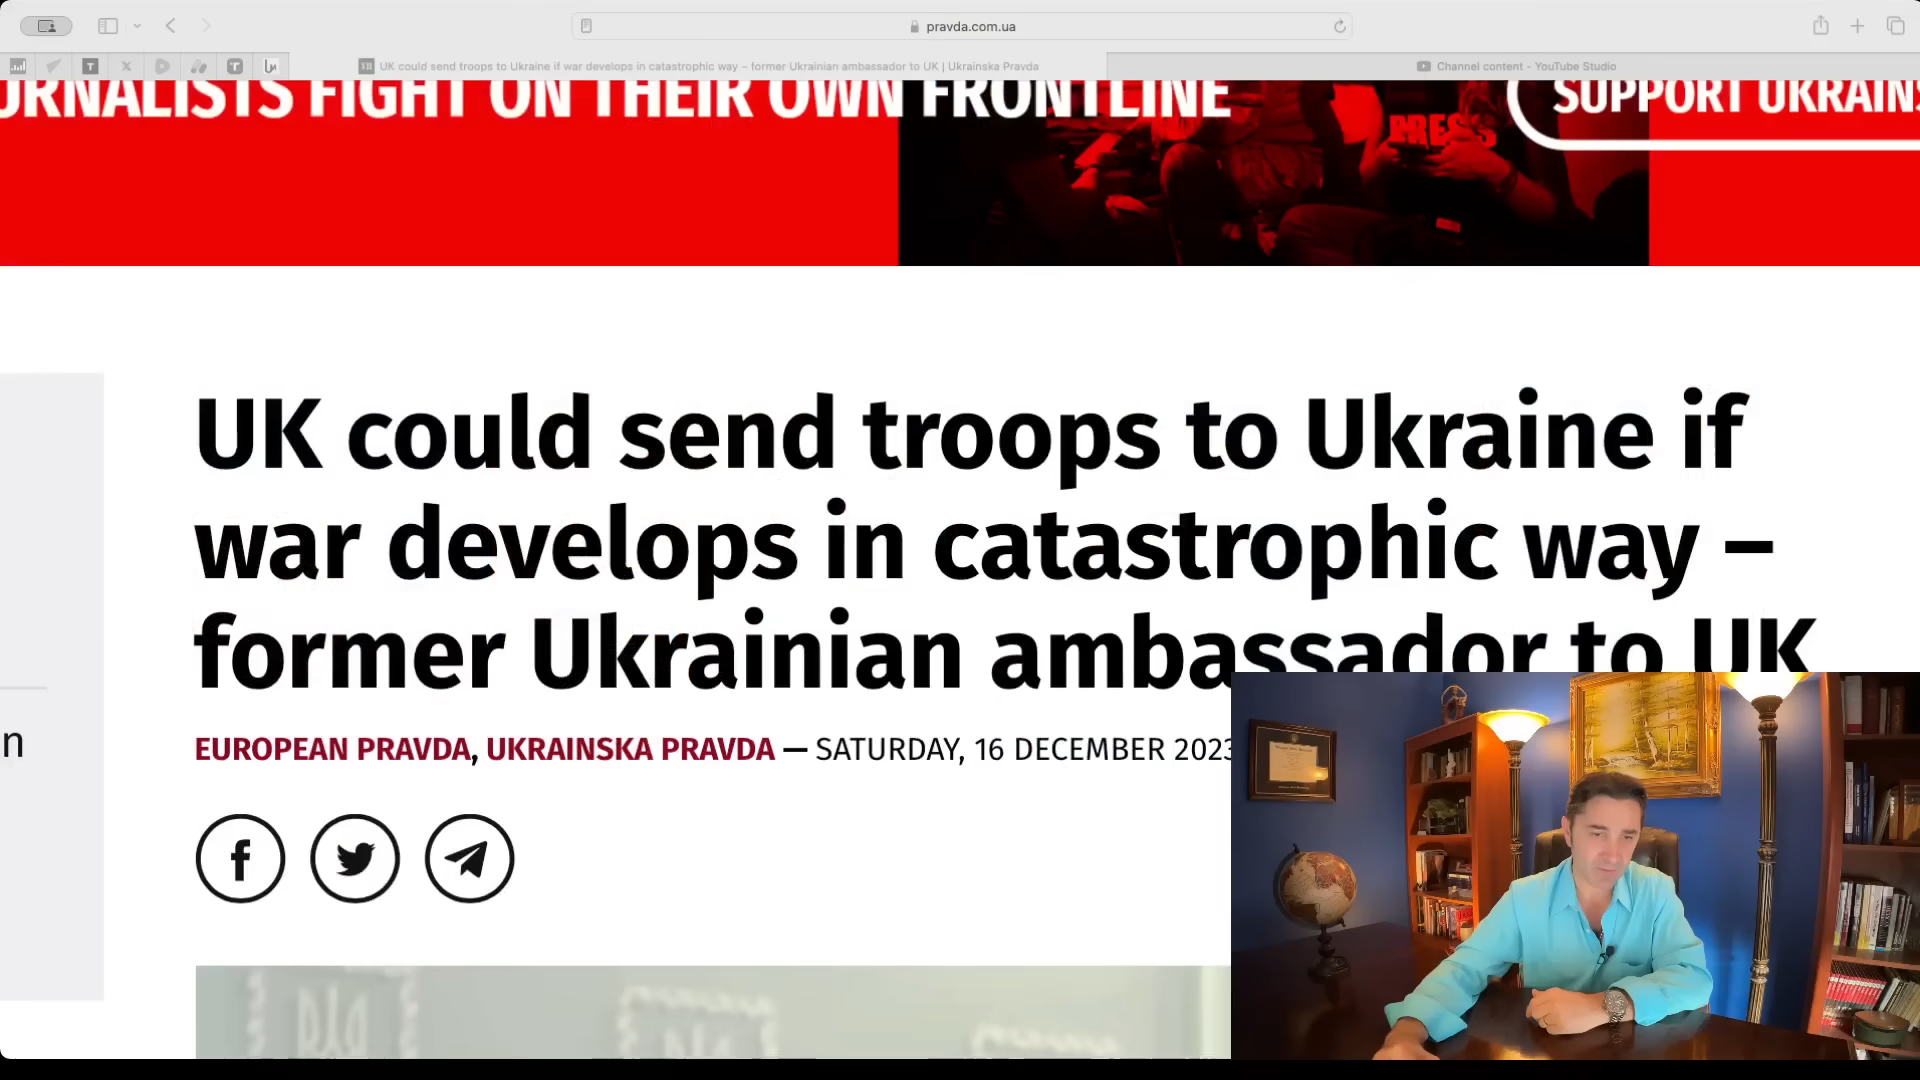 pravda.com.ua
UK could send troops to Ukraine if war develops in catastrophic way – former Ukrainian ambassador to UK | Ukrainska Pravda
Channel content - YouTube Studio
URNALISTS FIGHT ON THEIR OWN FRONTLINE
PRESS
SUPPORT UKRAINS
UK could send troops to Ukraine if
war develops in catastrophic way –
former Ukrainian ambassador to UK
n
EUROPEAN PRAVDA, UKRAINSKA PRAVDA — SATURDAY, 16 DECEMBER 2023